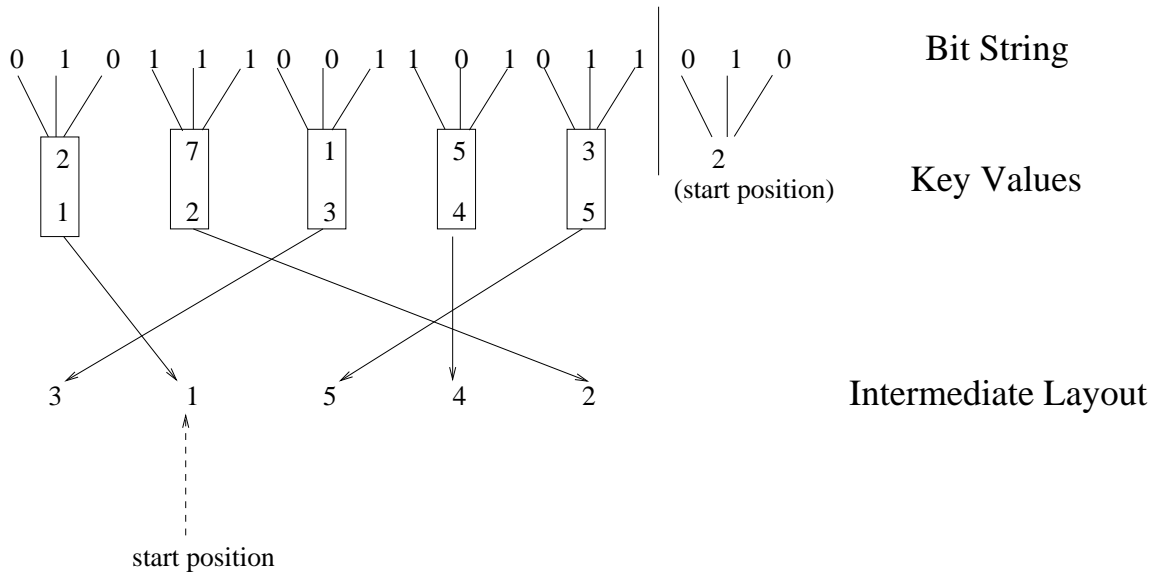 0 1 0 1 1 1 0 0 1 1 0 1 0 1 1 0 1 0 Bit String
2 7 1 5 3 2
(start position) Key Values
1 2 3 4 5
3 1 5 4 2 Intermediate Layout
start position